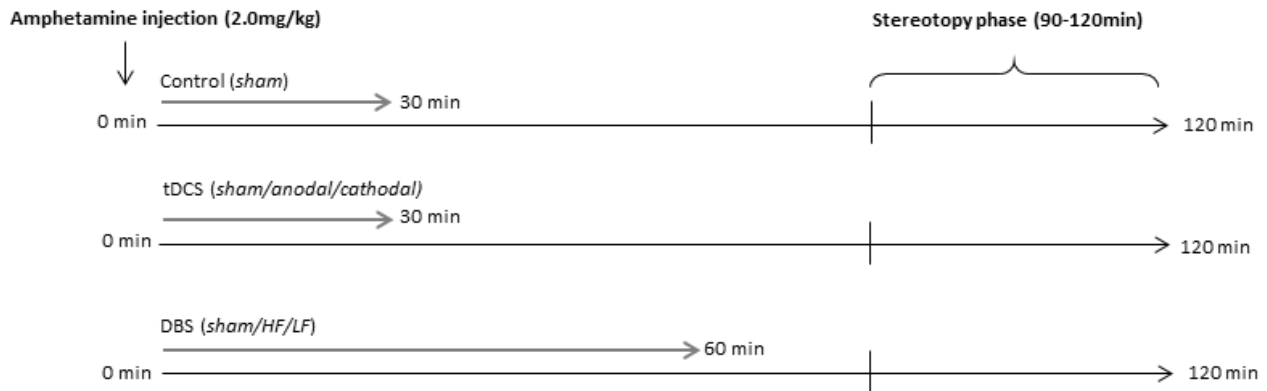 Amphetamine injection (2.0mg/kg)
Stereotopy phase (90-120min)
Control (sham)
30 min
0 min
120 min
tDCS (sham/anodal/cathodal)
30 min
0 min
120 min
DBS (sham/HF/LF)
60 min
0 min
120 min